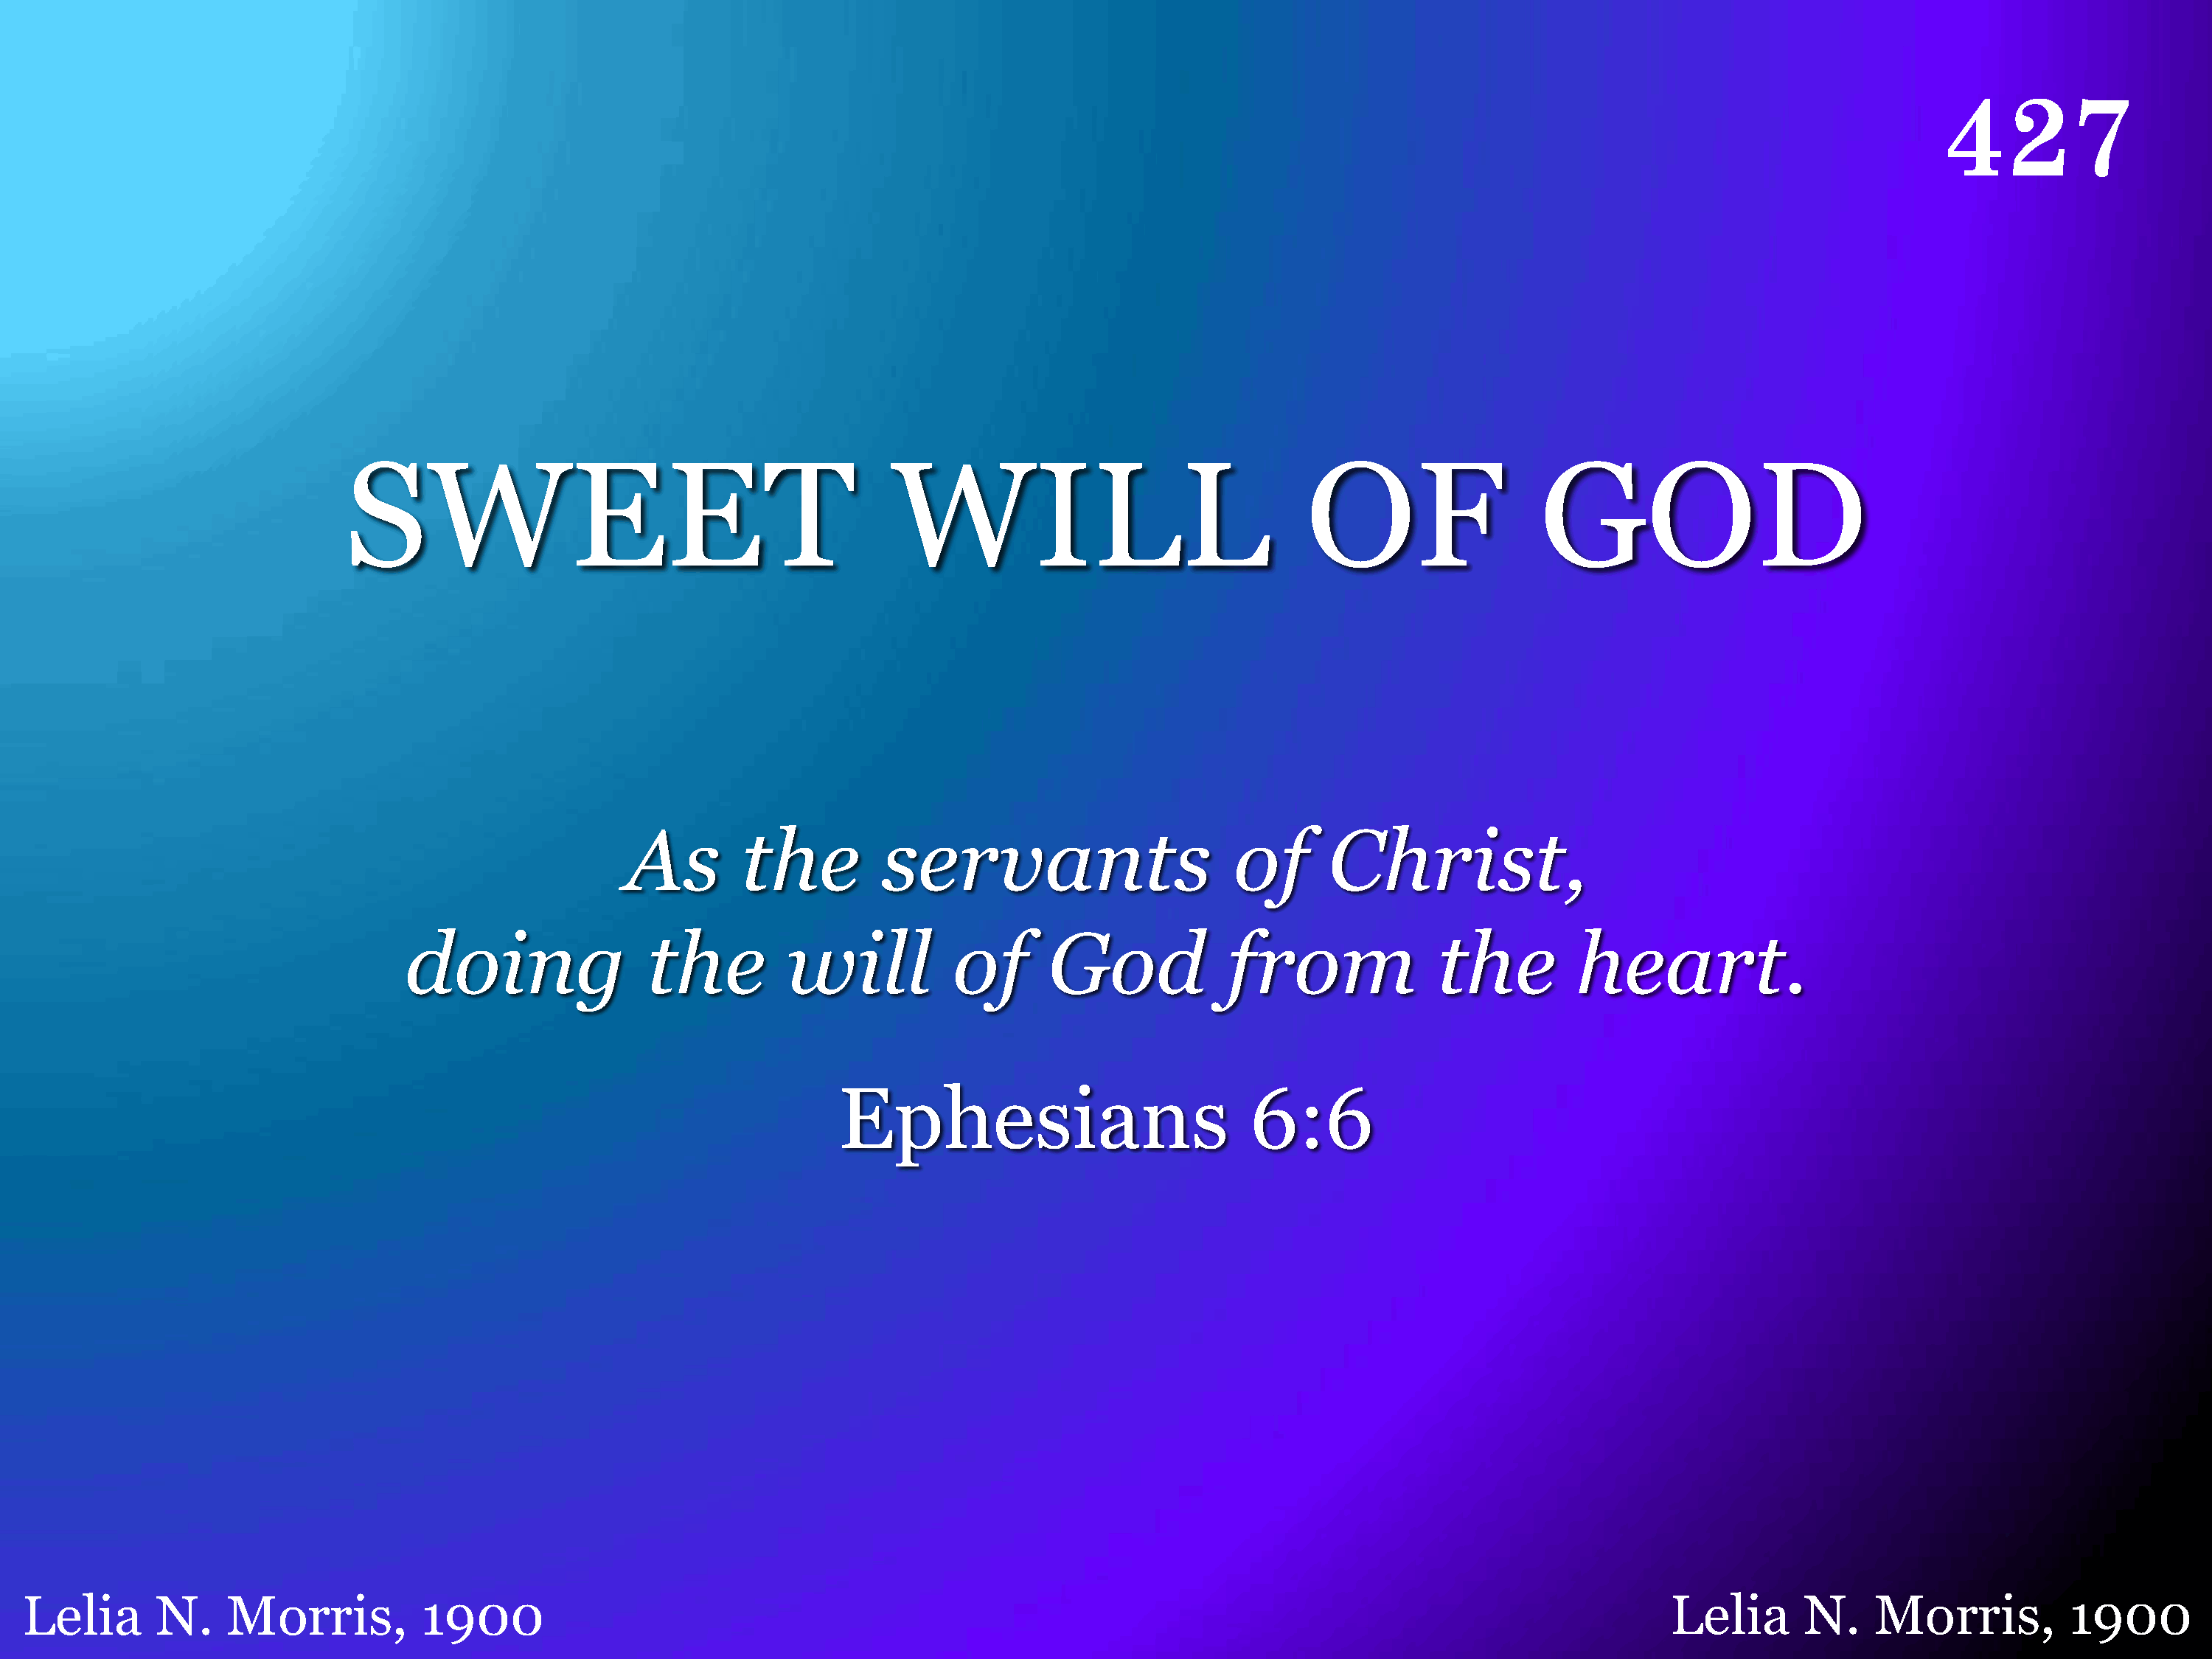 427
SWEET WILL OF GOD
As the servants of Christ,
doing the will of God from the heart.
Ephesians 6:6
Lelia N. Morris, 1900
Lelia N. Morris, 1900